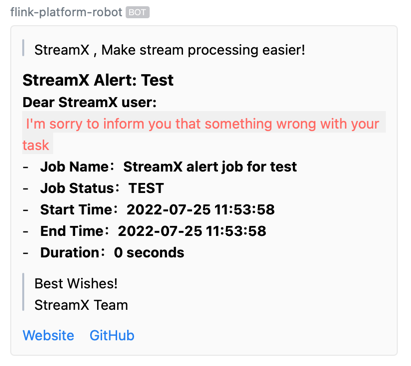 flink-platform-robot BOT
StreamX , Make stream processing easier!
StreamX Alert: Test
Dear StreamX user:
I'm sorry to inform you that something wrong with your
task
- Job Name：StreamX alert job for test
- Job Status：TEST
- Start Time：2022-07-25 11:53:58
- End Time：2022-07-25 11:53:58
- Duration：0 seconds
Best Wishes!
StreamX Team
Website GitHub